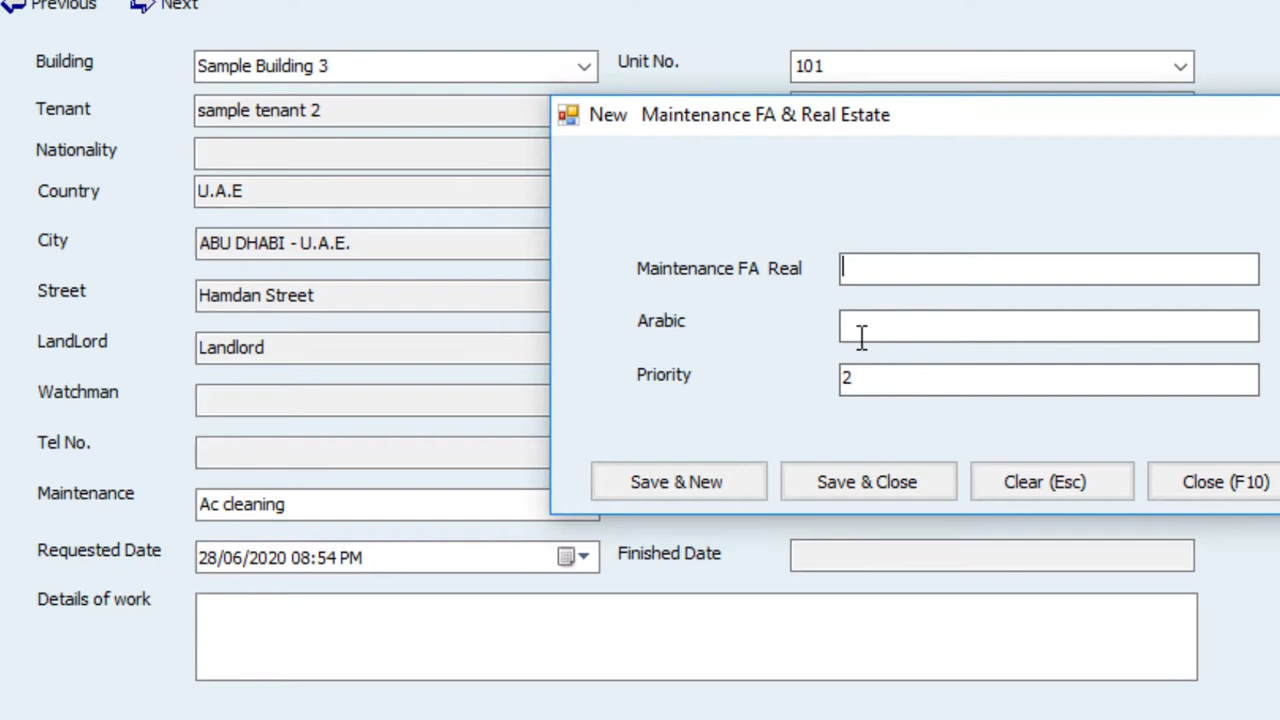 Previous Next
Building Sample Building 3 Unit No. 101
Tenant sample tenant 2
New Maintenance FA & Real Estate
Nationality
Country U.A.E
City ABU DHABI - U.A.E.
Maintenance FA Real
Street Hamdan Street
Arabic
LandLord Landlord
Priority 2
Watchman
Tel No.
Save & New Save & Close Clear (Esc) Close (F10)
Maintenance Ac cleaning
Requested Date 28/06/2020 08:54 PM Finished Date
Details of work